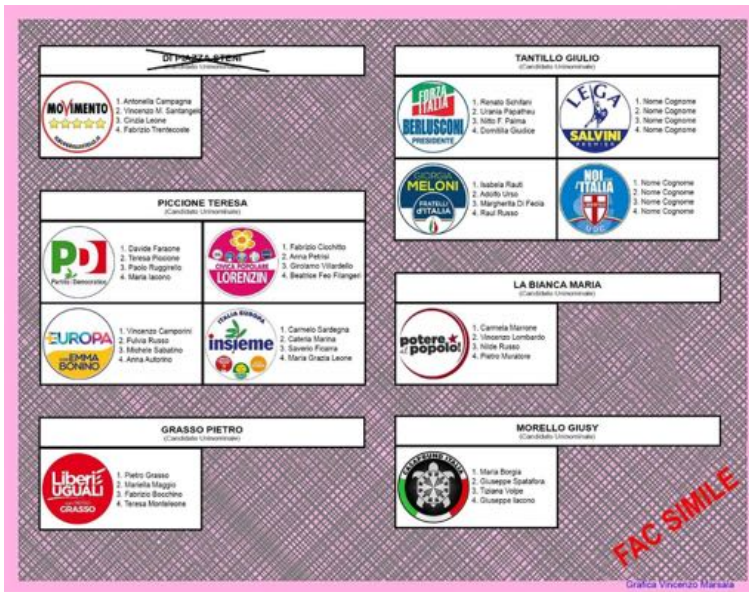 DI PIAZZA STENI
(Candidato Uninominale)
MOVIMENTO
1. Antonella Campagna
2. Vincenzo M. Santangelo
3. Cinzia Leone
4. Fabrizio Trentacoste
PICCIONE TERESA
(Candidato Uninominale)
PD
Partito Democratico
1. Davide Faraone
2. Teresa Piccione
3. Paolo Ruggirello
4. Maria Iacono
CIVICA POPOLARE
LORENZIN
1. Fabrizio Cicchitto
2. Anna Petrisi
3. Girolamo Villardello
4. Beatrice Feo Filangeri
+EUROPA
CON EMMA
BONINO
1. Vincenzo Camporini
2. Fulvia Russo
3. Michele Sabatino
4. Anna Autorino
ITALIA EUROPA
insieme
1. Carmelo Sardegna
2. Cateria Marina
3. Saverio Ficarra
4. Maria Grazia Leone
GRASSO PIETRO
(Candidato Uninominale)
Liberi e
UGUALI
CON PIETRO
GRASSO
1. Pietro Grasso
2. Mariella Maggio
3. Fabrizio Bocchino
4. Teresa Monteleone
TANTILLO GIULIO
(Candidato Uninominale)
FORZA
ITALIA
BERLUSCONI
PRESIDENTE
1. Renato Schifani
2. Urania Papatheu
3. Nitto F. Palma
4. Domitilla Giudice
LEGA
SALVINI
PREMIER
1. Nome Cognome
2. Nome Cognome
3. Nome Cognome
4. Nome Cognome
GIORGIA
MELONI
FRATELLI
d'ITALIA
1. Isabela Rauti
2. Adolfo Urso
3. Margherita Di Feola
4. Raul Russo
NOI
con
l'ITALIA
UDC
1. Nome Cognome
2. Nome Cognome
3. Nome Cognome
4. Nome Cognome
LA BIANCA MARIA
(Candidato Uninominale)
potere
al popolo!
1. Carmela Marrone
2. Vincenzo Lombardo
3. Nilde Russo
4. Pietro Muratore
MORELLO GIUSY
(Candidato Uninominale)
CASAPOUND ITALIA
1. Maria Borgia
2. Giuseppe Spatafora
3. Tiziana Volpe
4. Giuseppe Iacono
FAC SIMILE
Grafica Vincenzo Marsala